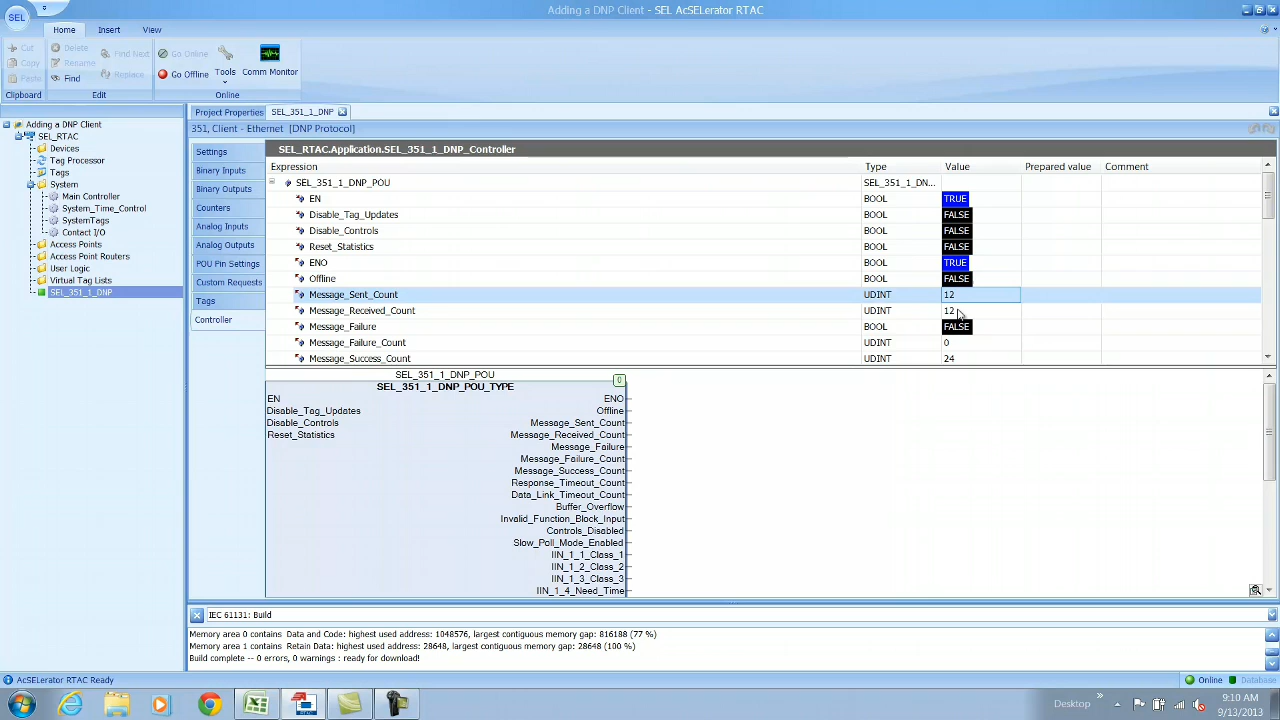 Adding a DNP Client - SEL AcSELerator RTAC
SEL
Home
Insert
View
Cut
Copy
Paste
Clipboard
Delete
Rename
Find
Find Next
Replace
Edit
Go Online
Go Offline
Tools
Comm Monitor
Online
Adding a DNP Client
SEL_RTAC
Devices
Tag Processor
Tags
System
Main Controller
System_Time_Control
SystemTags
Contact I/O
Access Points
Access Point Routers
User Logic
Virtual Tag Lists
SEL_351_1_DNP
Project Properties
SEL_351_1_DNP
351, Client - Ethernet [DNP Protocol]
Settings
Binary Inputs
Binary Outputs
Counters
Analog Inputs
Analog Outputs
POU Pin Settings
Custom Requests
Tags
Controller
SEL_RTAC.Application.SEL_351_1_DNP_Controller
Expression Type Value Prepared value Comment
SEL_351_1_DNP_POU SEL_351_1_DN...
EN BOOL TRUE
Disable_Tag_Updates BOOL FALSE
Disable_Controls BOOL FALSE
Reset_Statistics BOOL FALSE
ENO BOOL TRUE
Offline BOOL FALSE
Message_Sent_Count UDINT 12
Message_Received_Count UDINT 12
Message_Failure BOOL FALSE
Message_Failure_Count UDINT 0
Message_Success_Count UDINT 24
SEL_351_1_DNP_POU
0
SEL_351_1_DNP_POU_TYPE
EN ENO
Disable_Tag_Updates Offline
Disable_Controls Message_Sent_Count
Reset_Statistics Message_Received_Count
Message_Failure
Message_Failure_Count
Message_Success_Count
Response_Timeout_Count
Data_Link_Timeout_Count
Buffer_Overflow
Invalid_Function_Block_Input
Controls_Disabled
Slow_Poll_Mode_Enabled
IIN_1_1_Class_1
IIN_1_2_Class_2
IIN_1_3_Class_3
IIN_1_4_Need_Time
IEC 61131: Build
Memory area 0 contains Data and Code: highest used address: 1048576, largest contiguous memory gap: 816188 (77 %)
Memory area 1 contains Retain Data: highest used address: 28648, largest contiguous memory gap: 28648 (100 %)
Build complete -- 0 errors, 0 warnings : ready for download!
AcSELerator RTAC Ready
Online
Database
Desktop
9:10 AM
9/13/2013